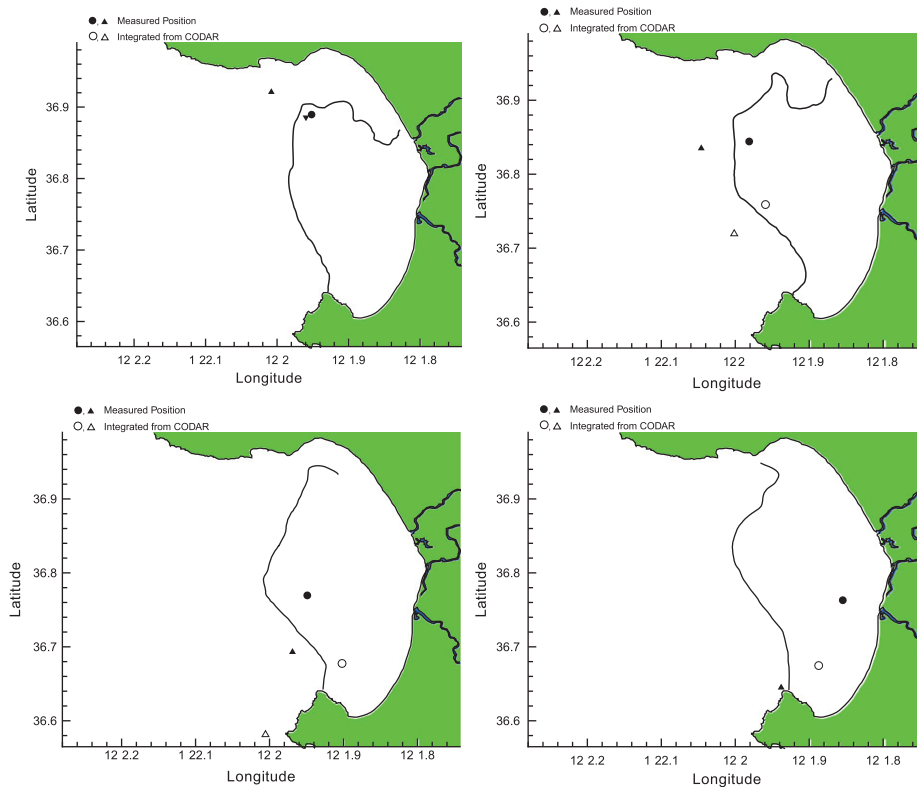 ●, ▲ Measured Position
○, △ Integrated from CODAR
Latitude
36.9
36.8
36.7
36.6
12 2.2
1 22.1
12 2
12 1.9
12 1.8
Longitude
●, ▲ Measured Position
○, △ Integrated from CODAR
Latitude
36.9
36.8
36.7
36.6
122.2
1 22.1
122
121.9
121.8
Longitude
●, ▲ Measured Position
○, △ Integrated from CODAR
Latitude
36.9
36.8
36.7
36.6
12 2.2
1 22.1
12 2
12 1.9
12 1.8
Longitude
●, ▲ Measured Position
○, △ Integrated from CODAR
Latitude
36.9
36.8
36.7
36.6
12 2.2
1 22.1
12 2
12 1.9
12 1.8
Longitude